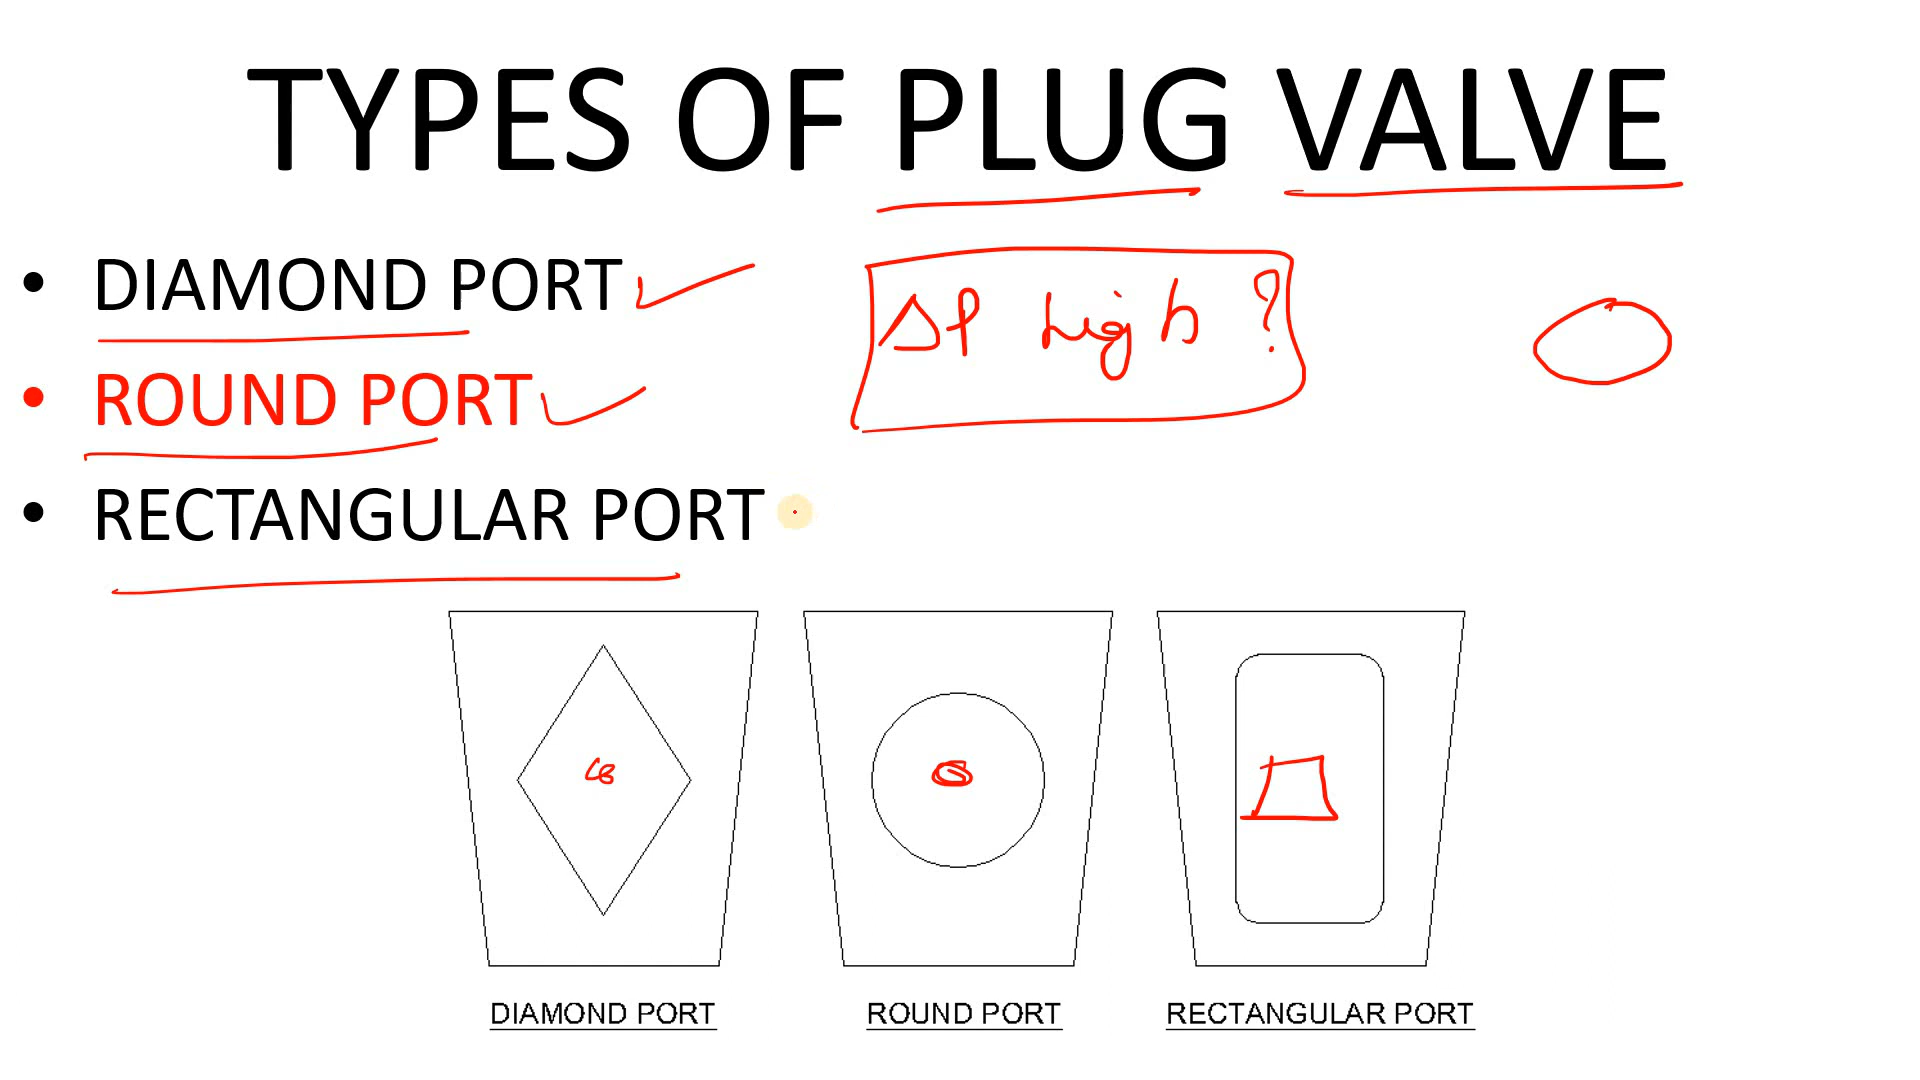 TYPES OF PLUG VALVE
• DIAMOND PORT
ΔP high ?
• ROUND PORT
• RECTANGULAR PORT
DIAMOND PORT
ROUND PORT
RECTANGULAR PORT